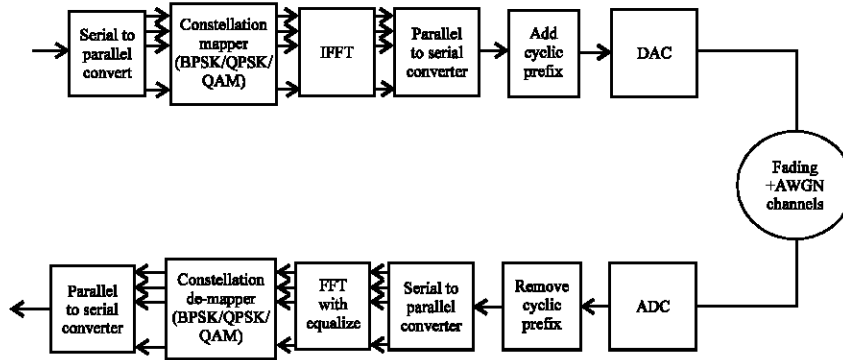 Serial to
parallel
convert
Constellation
mapper
(BPSK/QPSK/
QAM)
IFFT
Parallel
to serial
converter
Add
cyclic
prefix
DAC
Fading
+AWGN
channels
Parallel
to serial
converter
Constellation
de-mapper
(BPSK/QPSK/
QAM)
FFT
with
equalize
Serial to
parallel
converter
Remove
cyclic
prefix
ADC